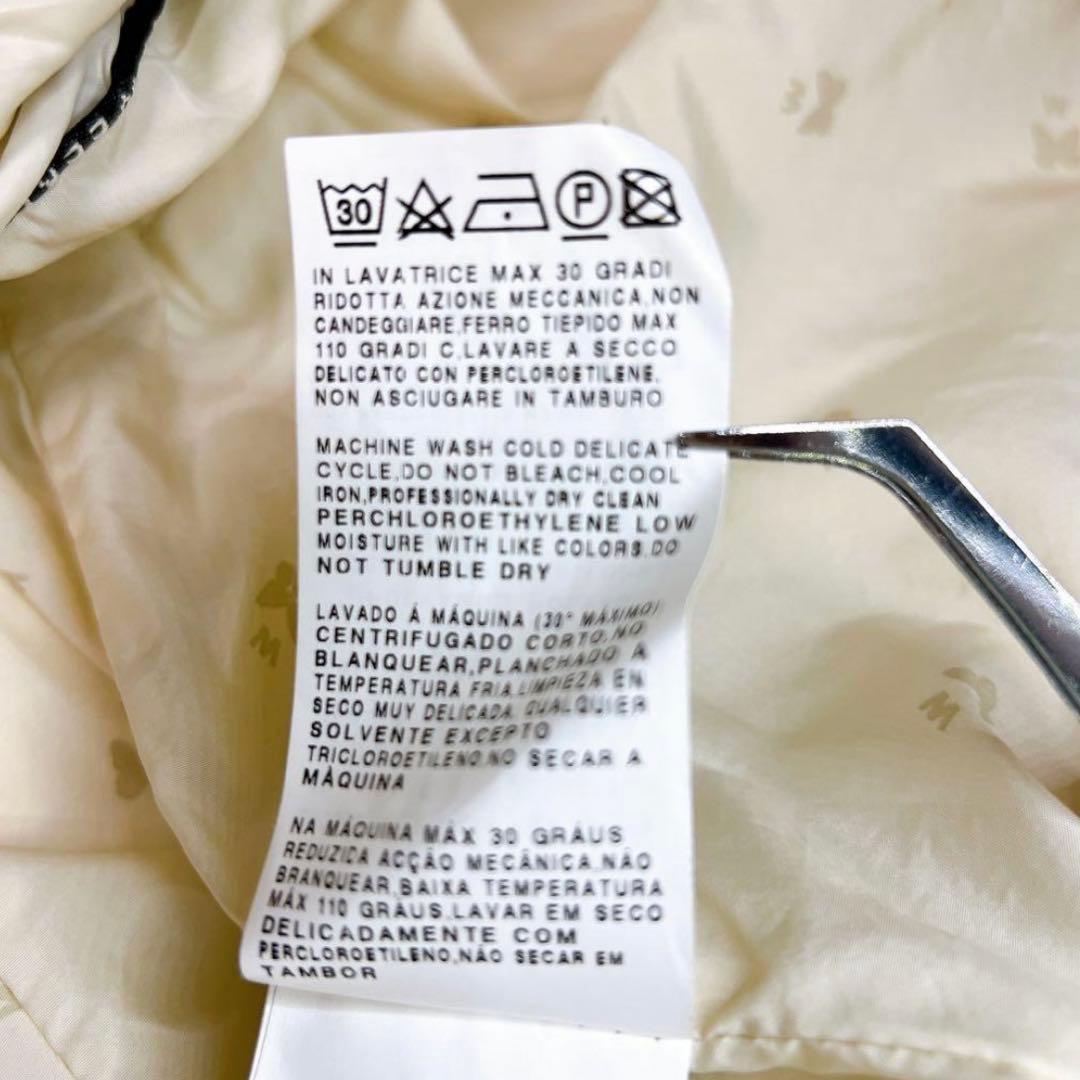 30 P
IN LAVATRICE MAX 30 GRADI
RIDOTTA AZIONE MECCANICA,NON
CANDEGGIARE,FERRO TIEPIDO MAX
110 GRADI C,LAVARE A SECCO
DELICATO CON PERCLOROETILENE,
NON ASCIUGARE IN TAMBURO
MACHINE WASH COLD DELICATE
CYCLE,DO NOT BLEACH,COOL
IRON,PROFESSIONALLY DRY CLEAN
PERCHLOROETHYLENE LOW
MOISTURE WITH LIKE COLORS,DO
NOT TUMBLE DRY
LAVADO Á MÁQUINA (30° MÁXIMO)
CENTRIFUGADO CORTO,NO
BLANQUEAR,PLANCHADO A
TEMPERATURA FRIA,LIMPIEZA EN
SECO MUY DELICADA QUALQUIER
SOLVENTE EXCEPTO
TRICLOROETILENO,NO SECAR A
MÀQUINA
NA MÁQUINA MÁX 30 GRÁUS
REDUZIDA ACÇÃO MECÂNICA,NÃO
BRANQUEAR,BAIXA TEMPERATURA
MÁX 110 GRÁUS,LAVAR EM SECO
DELICADAMENTE COM
PERCLOROETILENO,NÃO SECAR EM
TAMBOR